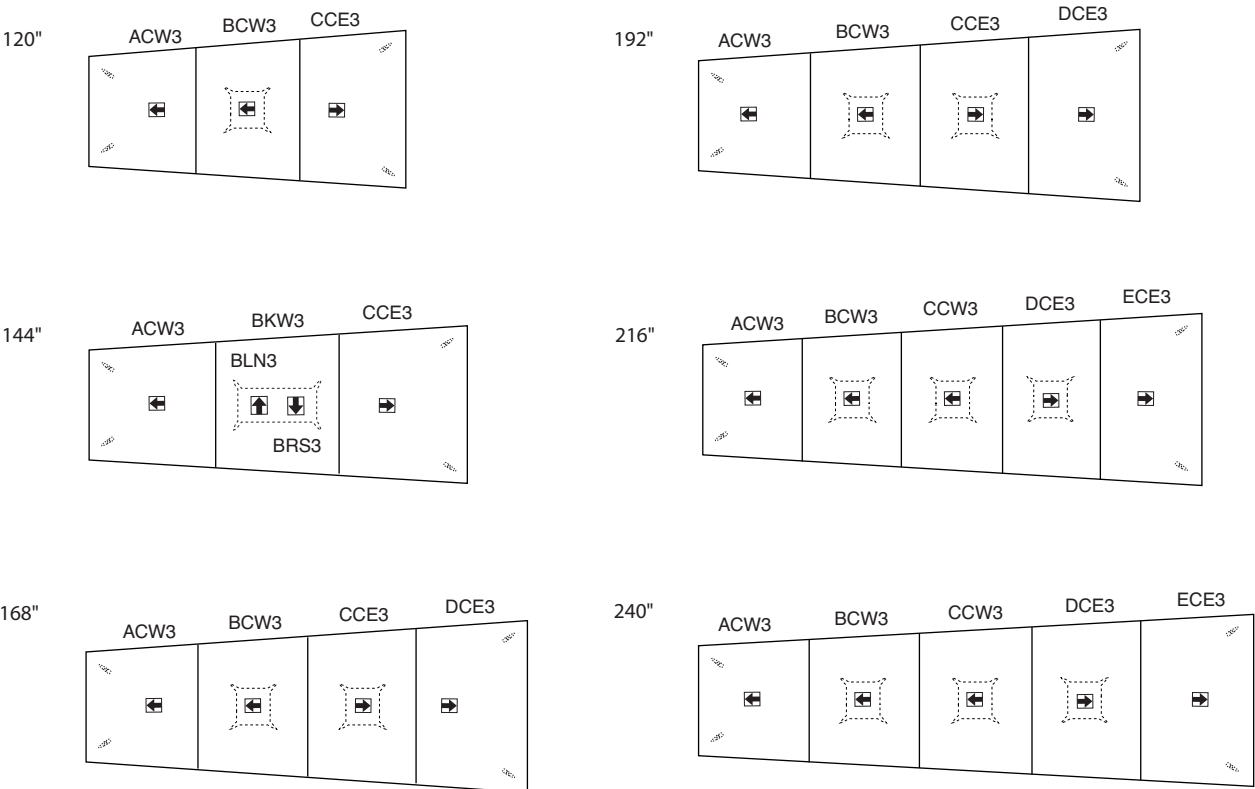 120"
ACW3 BCW3 CCE3
192"
ACW3 BCW3 CCE3 DCE3
144"
ACW3 BKW3 CCE3
BLN3
BRS3
216"
ACW3 BCW3 CCW3 DCE3 ECE3
168"
ACW3 BCW3 CCE3 DCE3
240"
ACW3 BCW3 CCW3 DCE3 ECE3